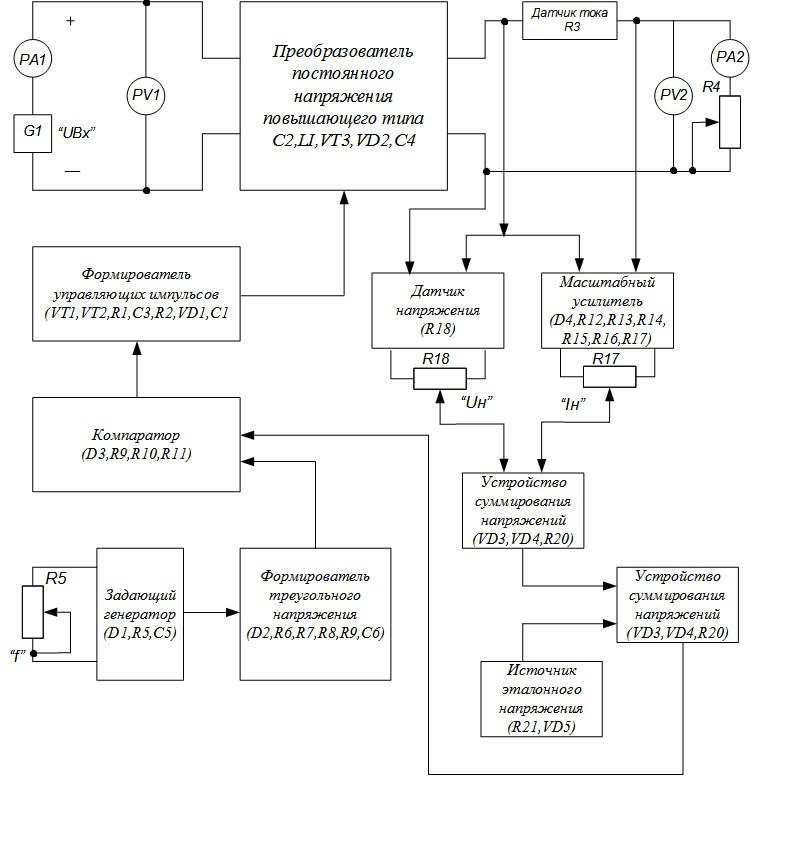 Датчик тока
R3
+
PA1
PV1
G1
“UВх”
—
Преобразователь
постоянного
напряжения
повышающего типа
C2,LI,VT3,VD2,C4
PV2
PA2
R4
Формирователь
управляющих импульсов
(VT1,VT2,R1,C3,R2,VD1,C1
Датчик
напряжения
(R18)
Масштабный
усилитель
(D4,R12,R13,R14,
R15,R16,R17)
R18
R17
“Uн”
“Iн”
Компаратор
(D3,R9,R10,R11)
Устройство
суммирования
напряжений
(VD3,VD4,R20)
R5
“f”
Задающий
генератор
(D1,R5,C5)
Формирователь
треугольного
напряжения
(D2,R6,R7,R8,R9,C6)
Устройство
суммирования
напряжений
(VD3,VD4,R20)
Источник
эталонного
напряжения
(R21,VD5)